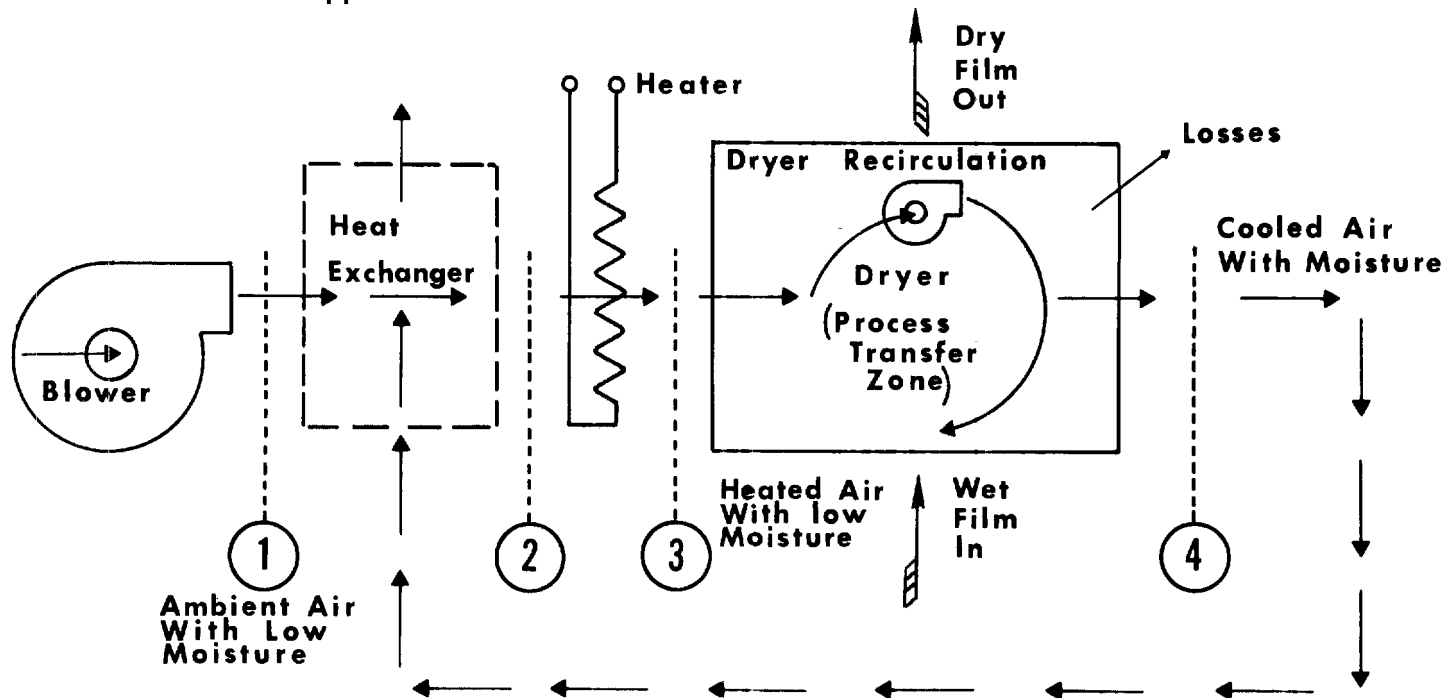 Dry
Film
Out
Heater
Losses
Dryer Recirculation
Heat
Exchanger
Cooled Air
With Moisture
Dryer
(Process
Transfer
Zone)
Blower
Heated Air
With low
Moisture
Wet
Film
In
1
2
3
4
Ambient Air
With Low
Moisture